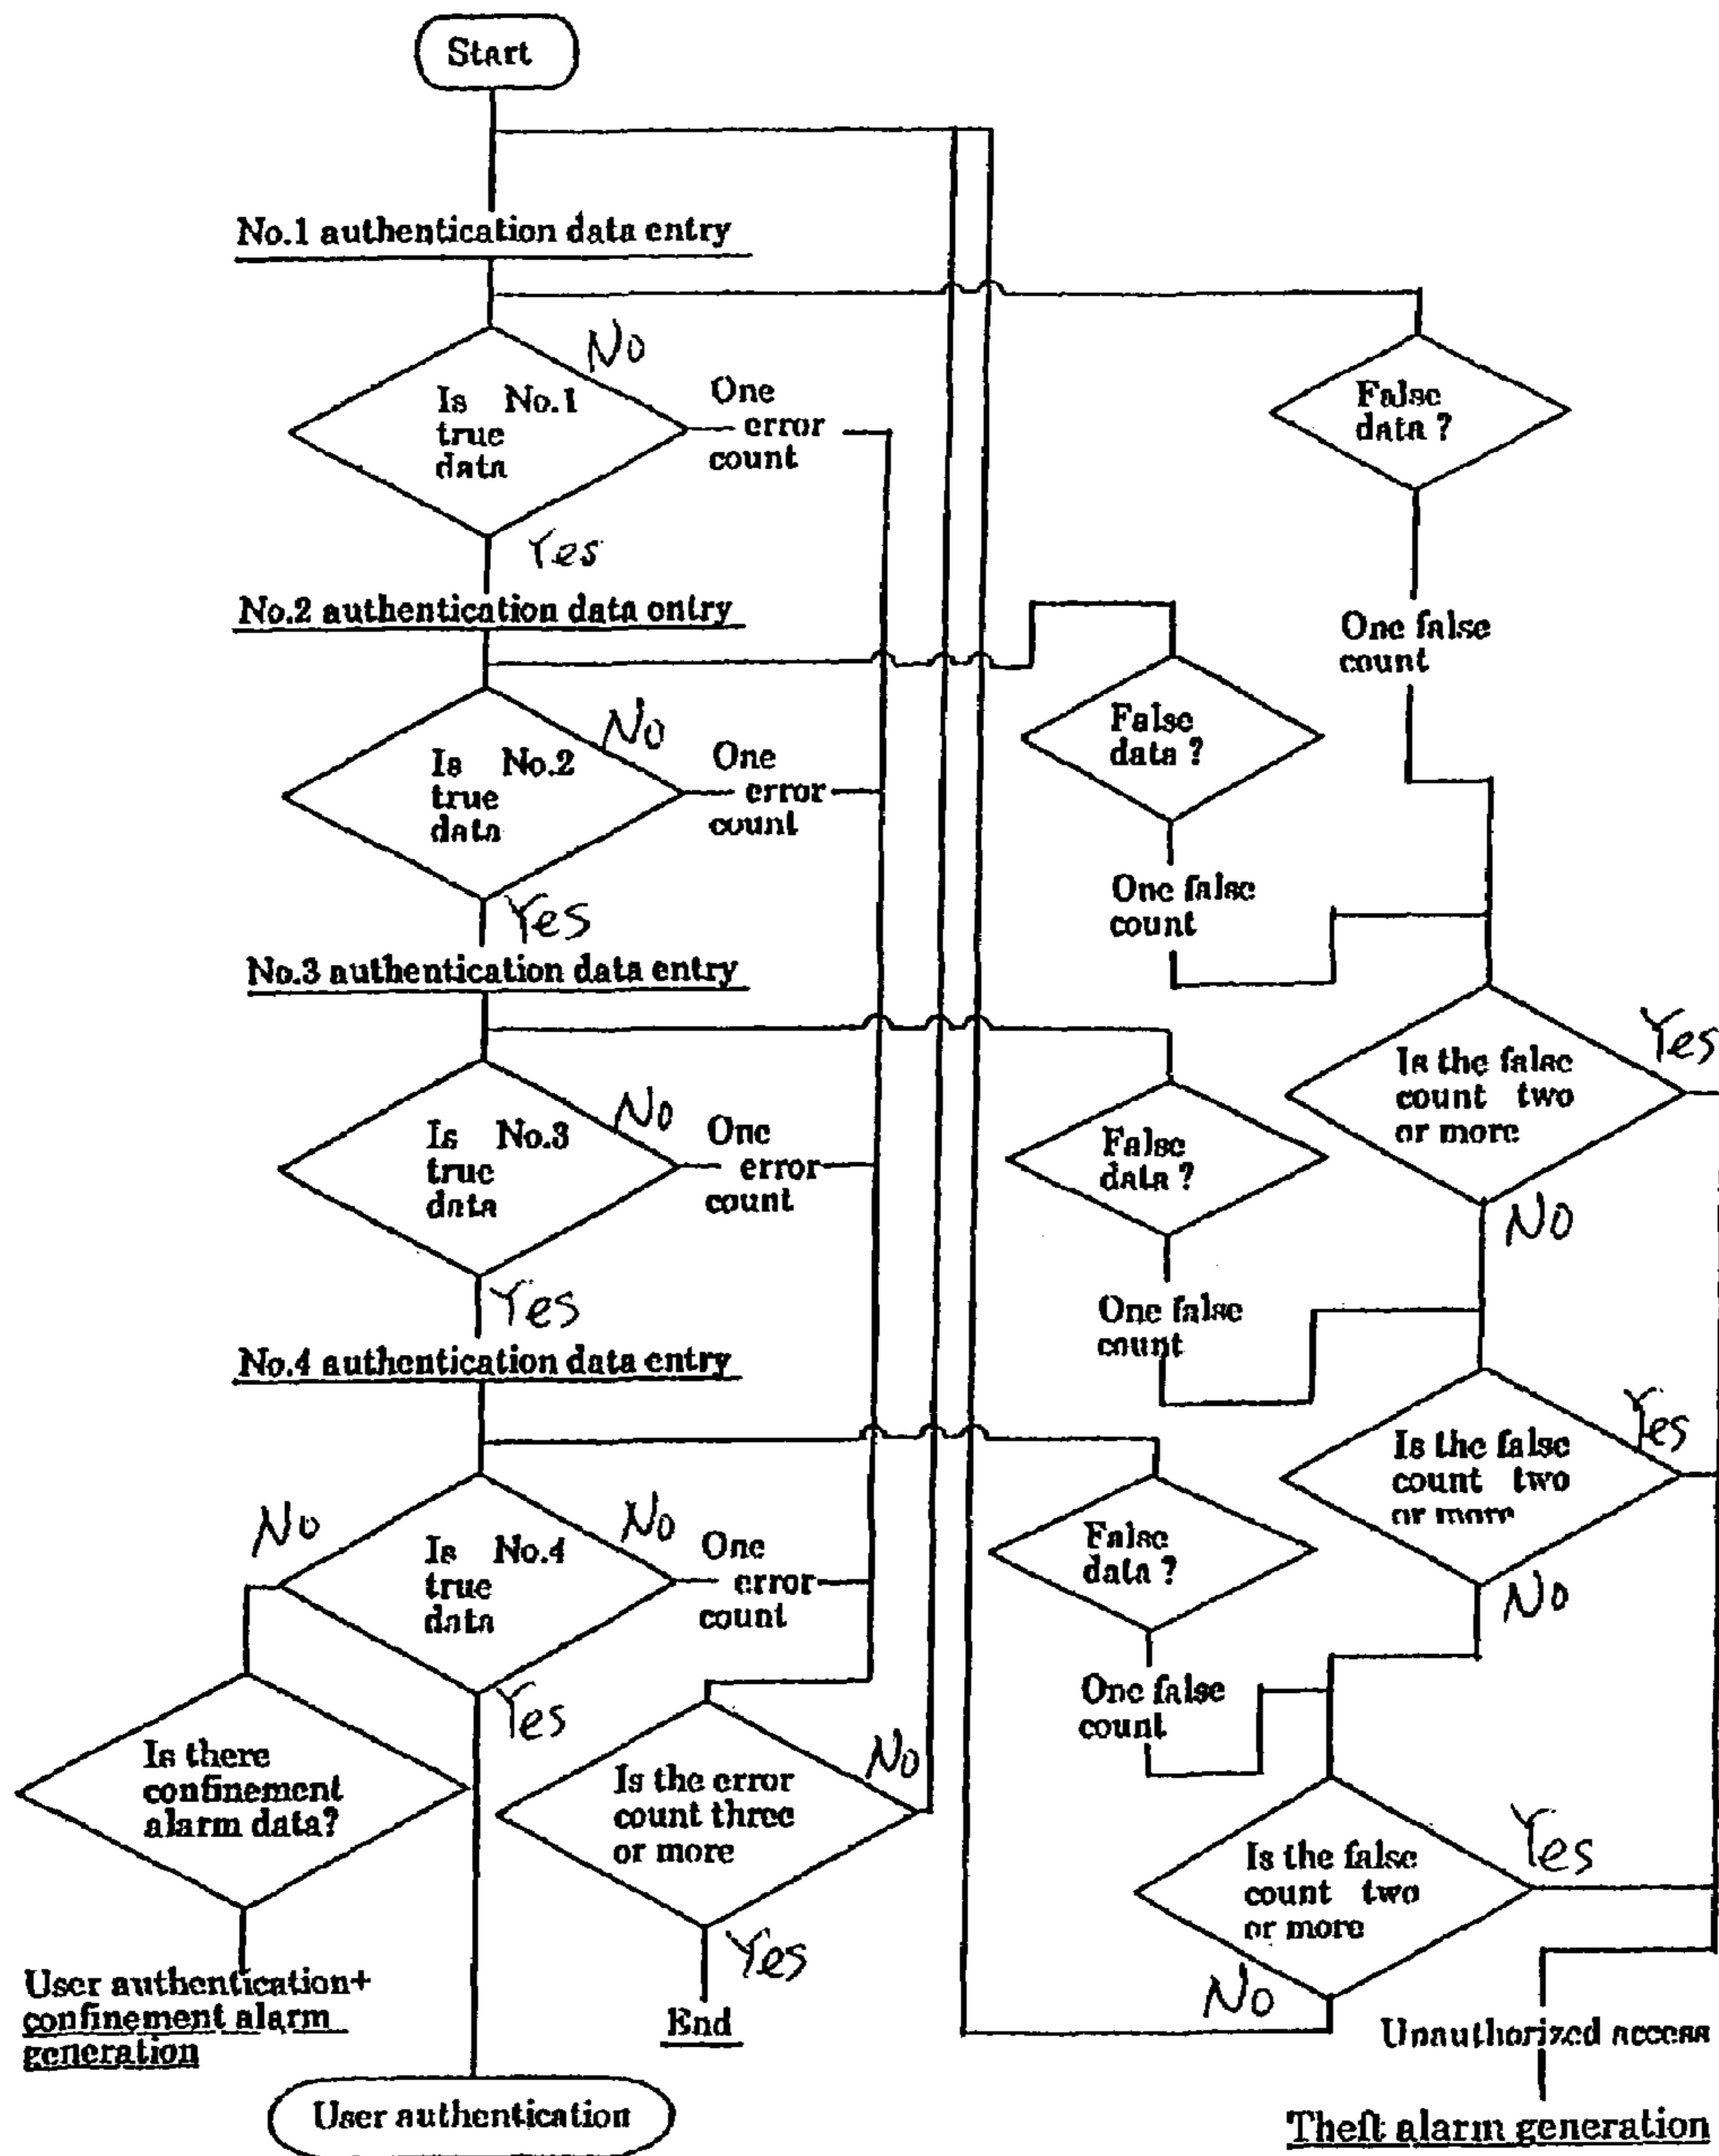 Start
No.1 authentication data entry
No
Is No.1
true
data
One
error
count
False
data ?
Yes
One false
count
No.2 authentication data entry
No
Is No.2
true
data
One
error
count
False
data ?
Yes
One false
count
No.3 authentication data entry
No
Is No.3
true
data
One
error
count
False
data ?
Is the false
count two
or more
Yes
No
Yes
One false
count
No.4 authentication data entry
No
No
Is No.4
true
data
One
error
count
False
data ?
Is the false
count two
or more
Yes
No
Yes
One false
count
Is there
confinement
alarm data?
Is the error
count three
or more
No
Is the false
count two
or more
Yes
Yes
No
User authentication+
confinement alarm
generation
End
Unauthorized access
User authentication
Theft alarm generation